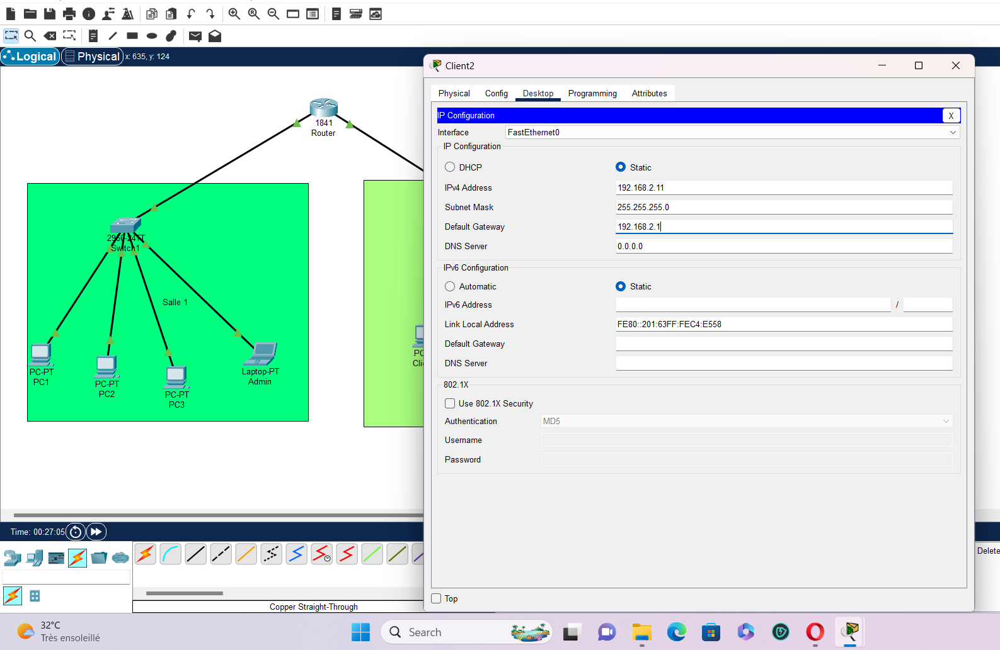 Logical
Physical
x: 635, y: 124
1841
Router
2960-24TT
Switch1
Salle 1
PC-PT
PC1
PC-PT
PC2
PC-PT
PC3
Laptop-PT
Admin
PC
Clie
Client2
Physical
Config
Desktop
Programming
Attributes
IP Configuration
X
Interface
FastEthernet0
IP Configuration
DHCP
Static
IPv4 Address
192.168.2.11
Subnet Mask
255.255.255.0
Default Gateway
192.168.2.1
DNS Server
0.0.0.0
IPv6 Configuration
Automatic
Static
IPv6 Address
/
Link Local Address
FE80::201:63FF:FEC4:E558
Default Gateway
DNS Server
802.1X
Use 802.1X Security
Authentication
MD5
Username
Password
Top
Time: 00:27:05
Delete
Copper Straight-Through
32°C
Très ensoleillé
Search